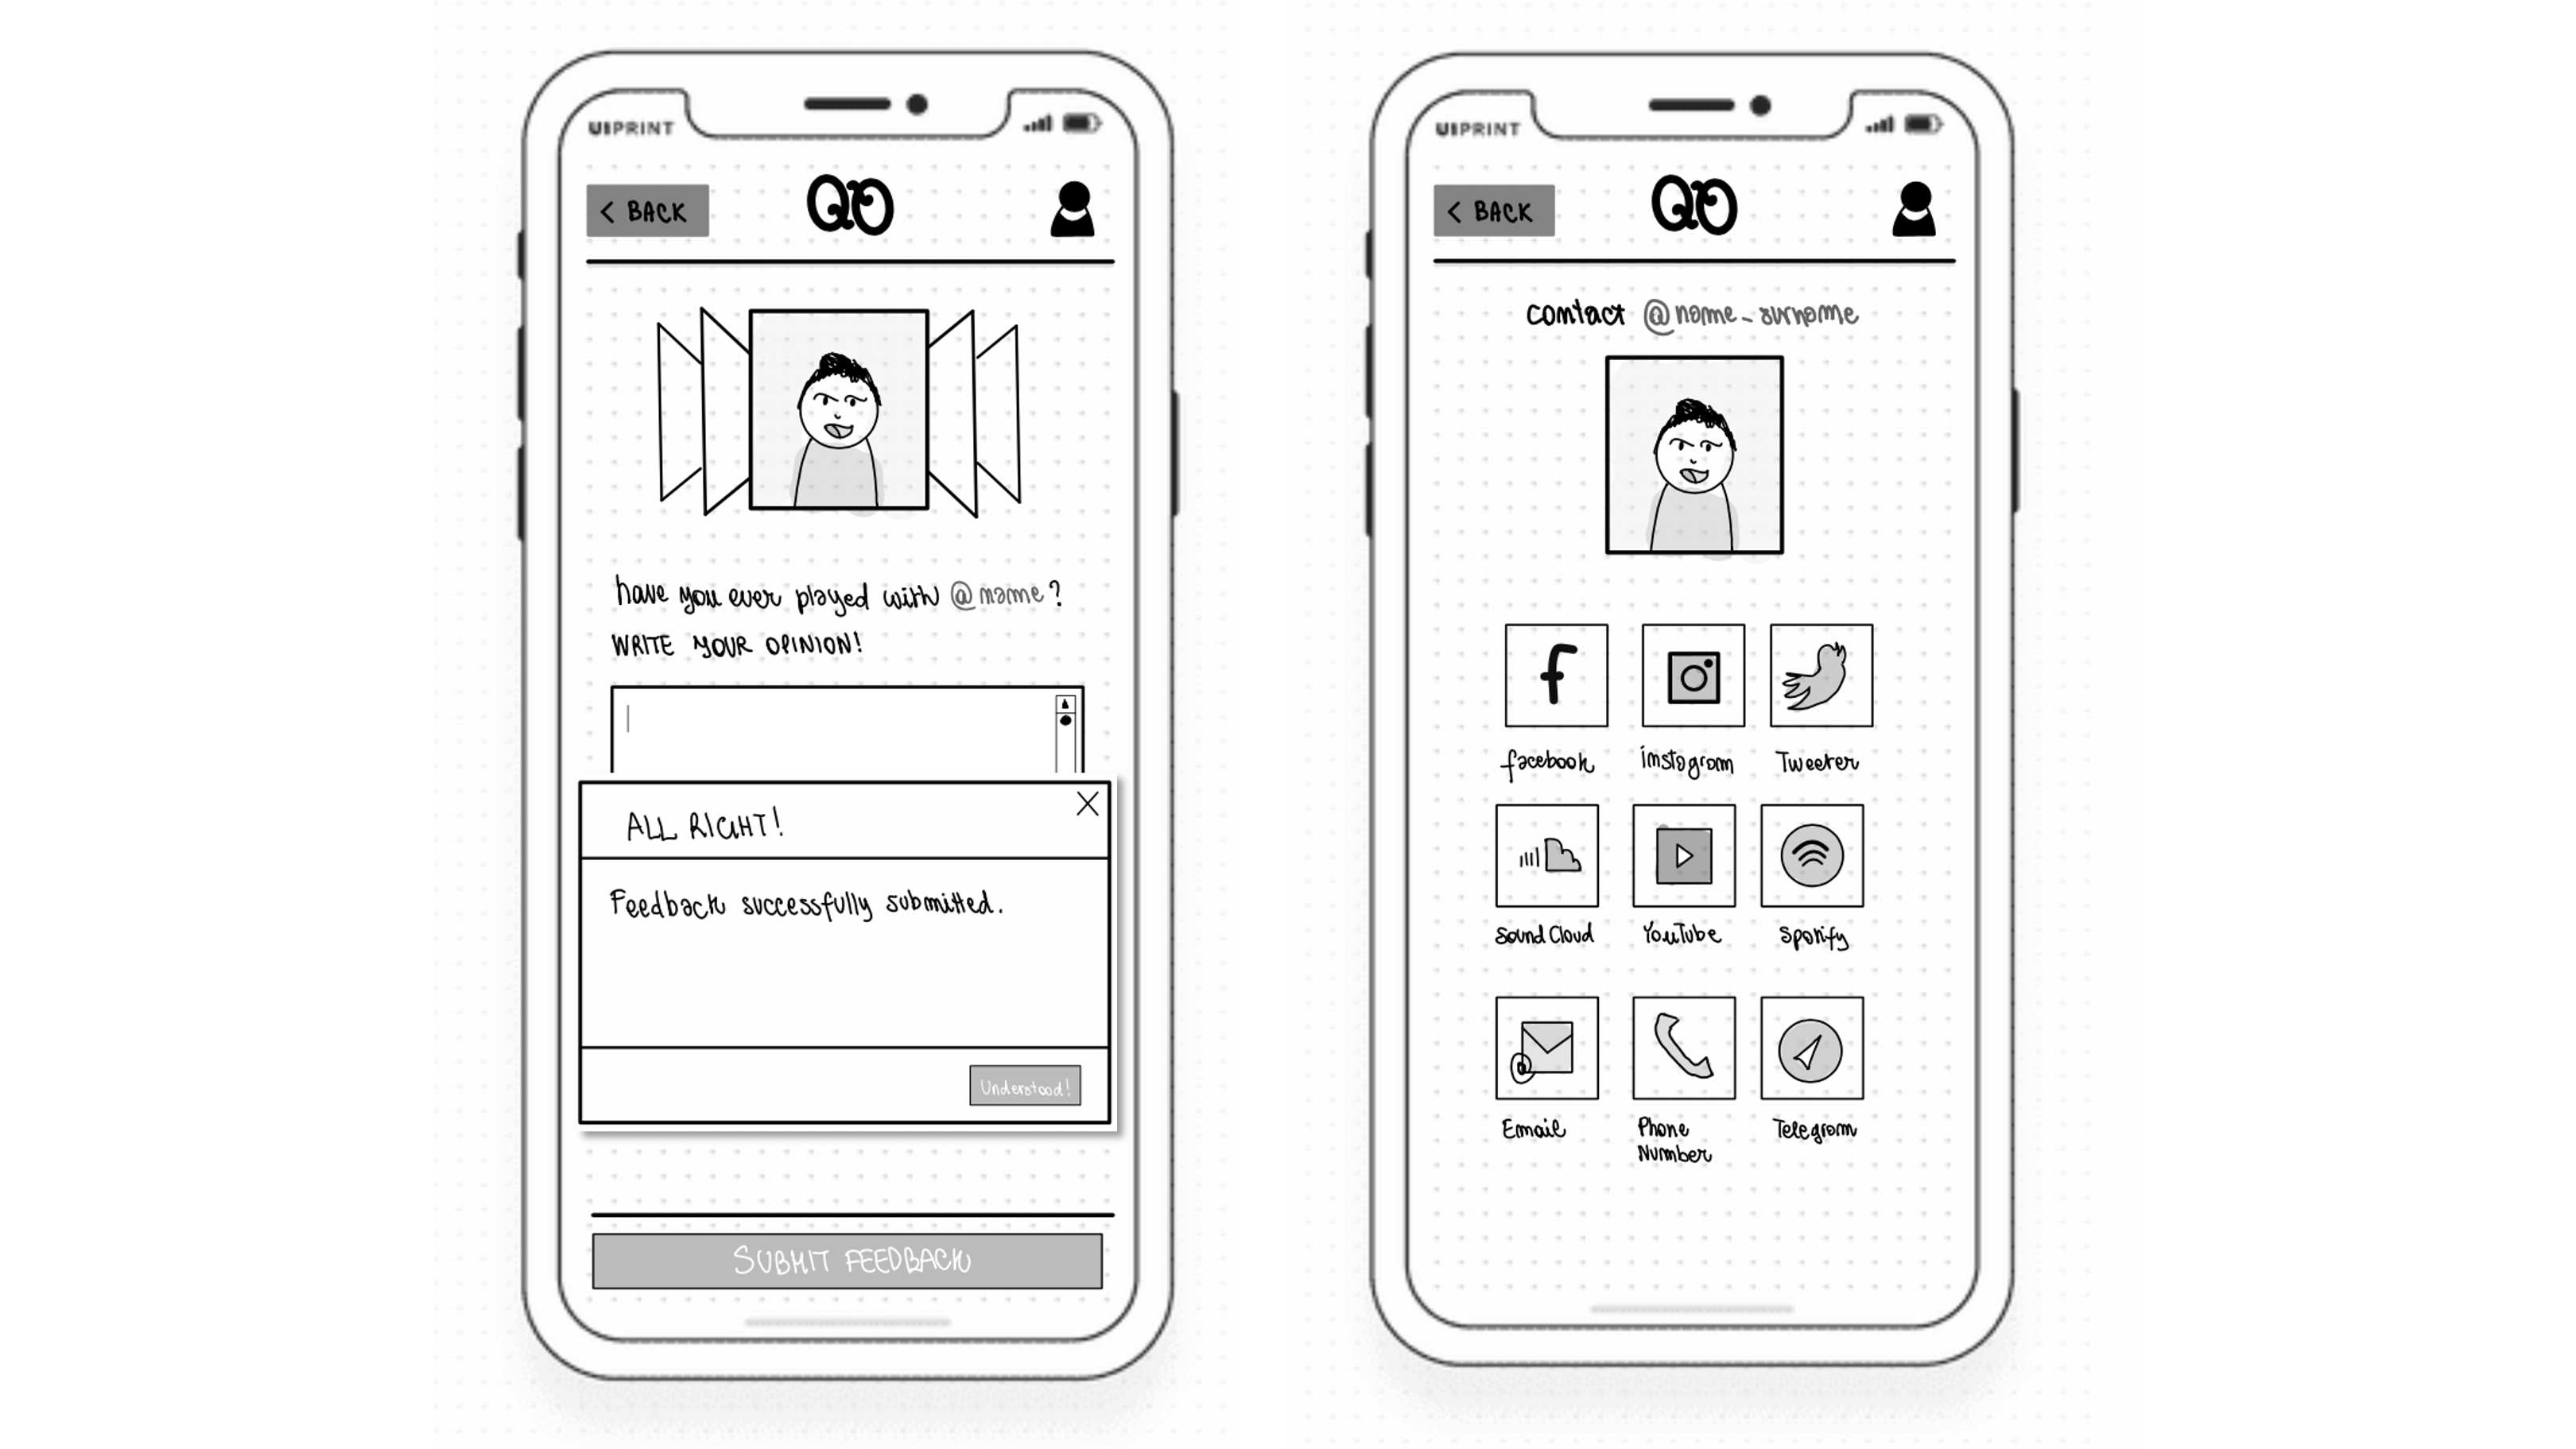 UIPRINT
< BACK
QO
have you ever played with @name?
WRITE YOUR OPINION!
ALL RIGHT!
Feedback successfully submitted.
Understood!
SUBMIT FEEDBACK
UIPRINT
< BACK
QO
contact @name_surname
facebook instagram Tweeter
Sound Cloud YouTube Spotify
Email Phone Number Telegram